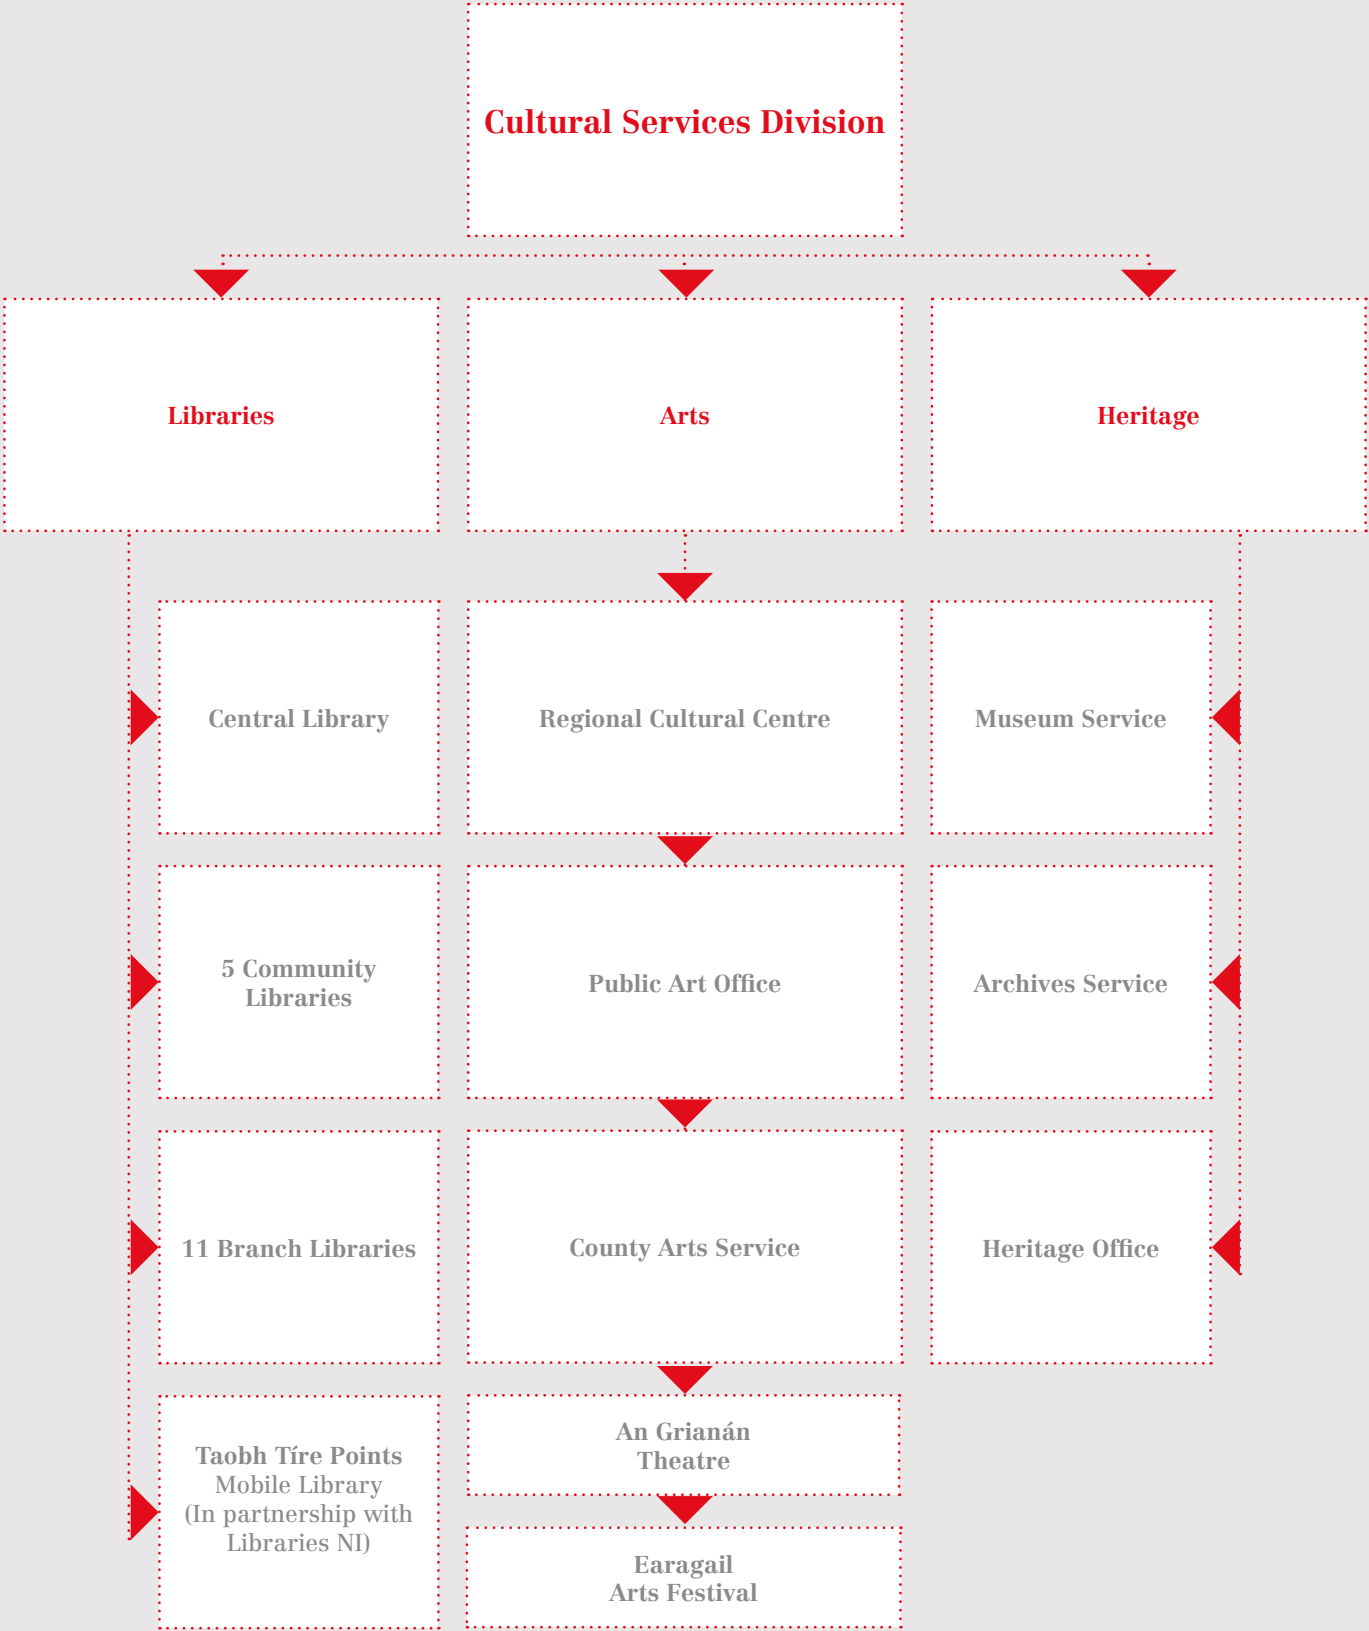 Cultural Services Division
Libraries
Arts
Heritage
Central Library
Regional Cultural Centre
Museum Service
5 Community
Libraries
Public Art Office
Archives Service
11 Branch Libraries
County Arts Service
Heritage Office
Taobh Tíre Points
Mobile Library
(In partnership with
Libraries NI)
An Grianán
Theatre
Earagail
Arts Festival